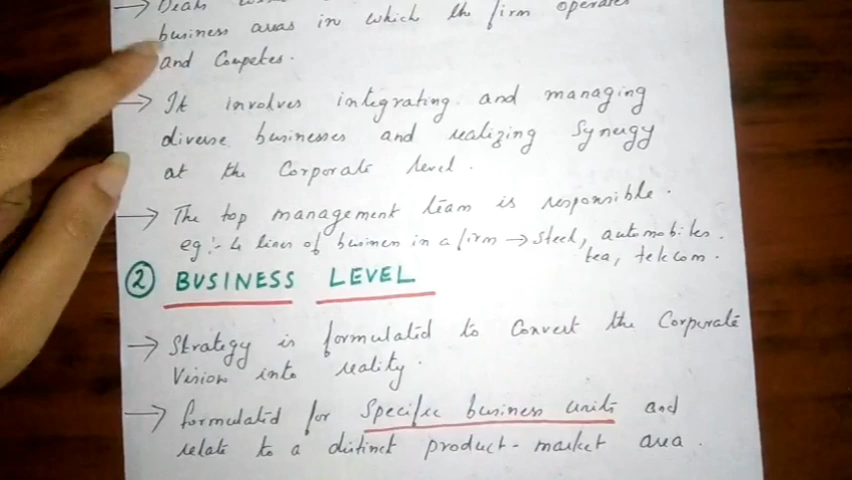 → Deals
business areas in which the firm operates
and Competes.
→ It involves integrating and managing
diverse businesses and realizing Synergy
at the Corporate level.
→ The top management team is responsible.
eg:- 4 lines of business in a firm → Steel, automobiles.
tea, telecom.
② BUSINESS LEVEL
→ Strategy is formulated to Convert the Corporate
Vision into reality.
→ formulated for Specific business units and
relate to a distinct product-market area.